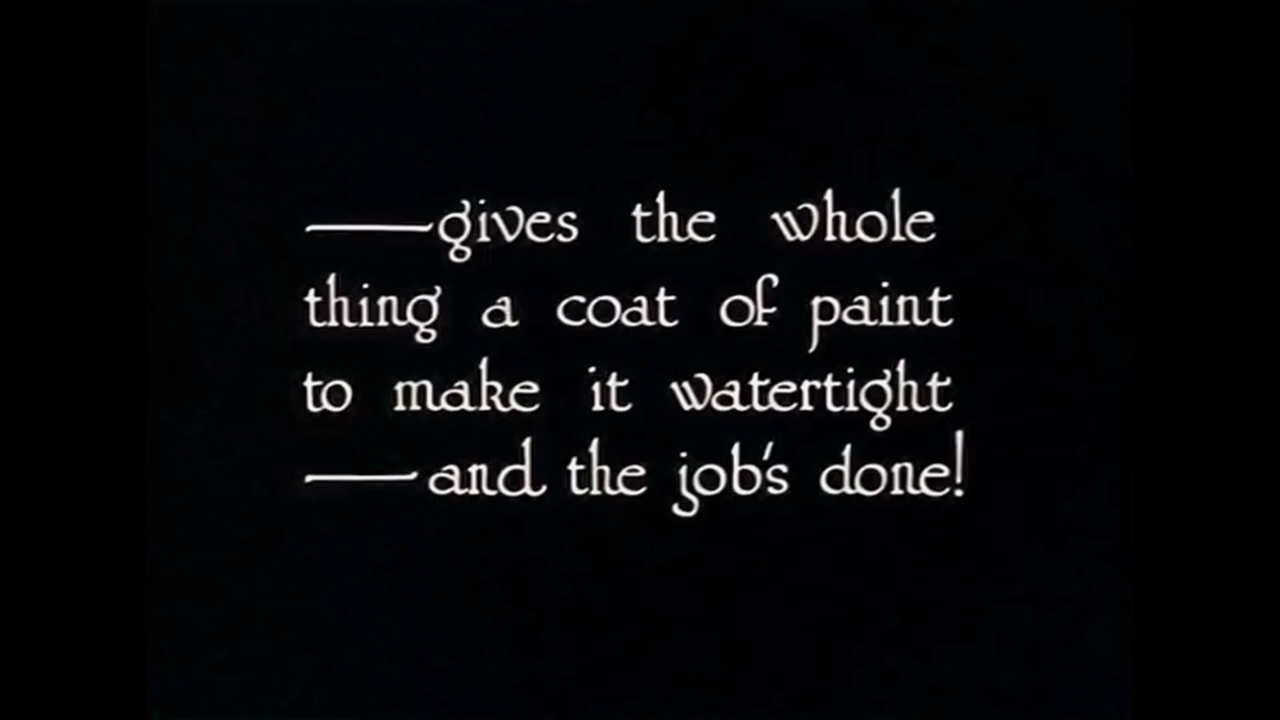 —gives the whole
thing a coat of paint
to make it watertight
—and the job's done!